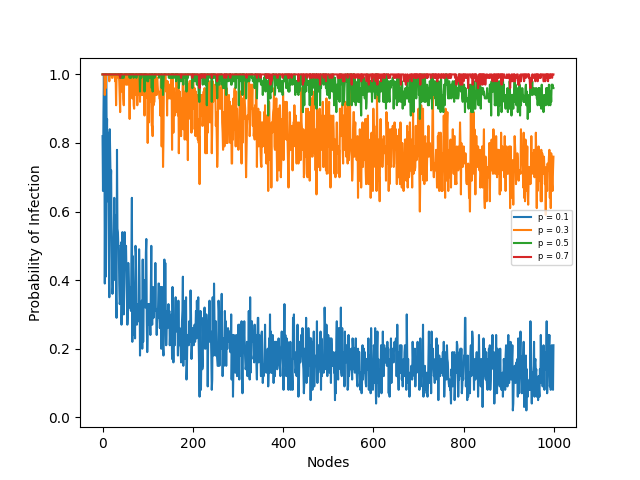 1.0
0.8
0.6
0.4
0.2
0.0
Probability of Infection
0 200 400 600 800 1000
Nodes
p = 0.1
p = 0.3
p = 0.5
p = 0.7